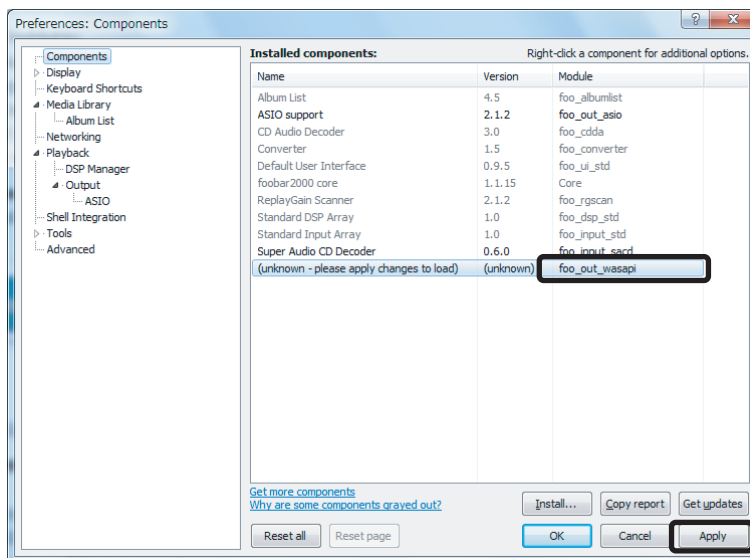 Preferences: Components
Components
Display
Keyboard Shortcuts
Media Library
Album List
Networking
Playback
DSP Manager
Output
ASIO
Shell Integration
Tools
Advanced
Installed components: Right-click a component for additional options.
Name Version Module
Album List 4.5 foo_albumlist
ASIO support 2.1.2 foo_out_asio
CD Audio Decoder 3.0 foo_cdda
Converter 1.5 foo_converter
Default User Interface 0.9.5 foo_ui_std
foobar2000 core 1.1.15 Core
ReplayGain Scanner 2.1.2 foo_rgscan
Standard DSP Array 1.0 foo_dsp_std
Standard Input Array 1.0 foo_input_std
Super Audio CD Decoder 0.6.0 foo_input_sacd
(unknown - please apply changes to load) (unknown) foo_out_wasapi
Get more components
Why are some components grayed out?
Install... Copy report Get updates
Reset all Reset page OK Cancel Apply